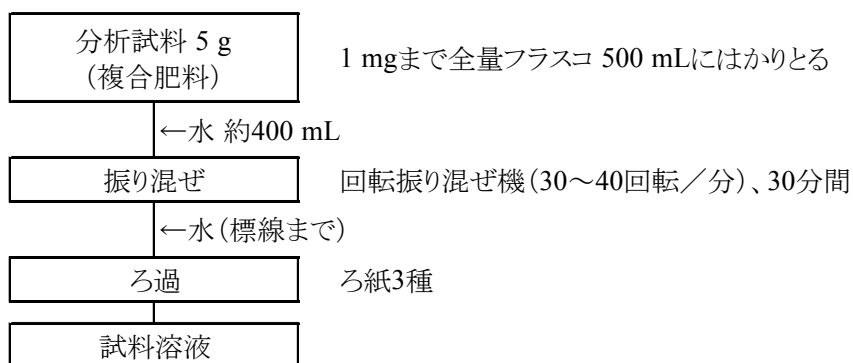 分析試料 5 g
（複合肥料）
1 mgまで全量フラスコ 500 mLにはかりとる
←水 約400 mL
振り混ぜ
回転振り混ぜ機（30～40回転／分）、30分間
←水（標線まで）
ろ過
ろ紙3種
試料溶液